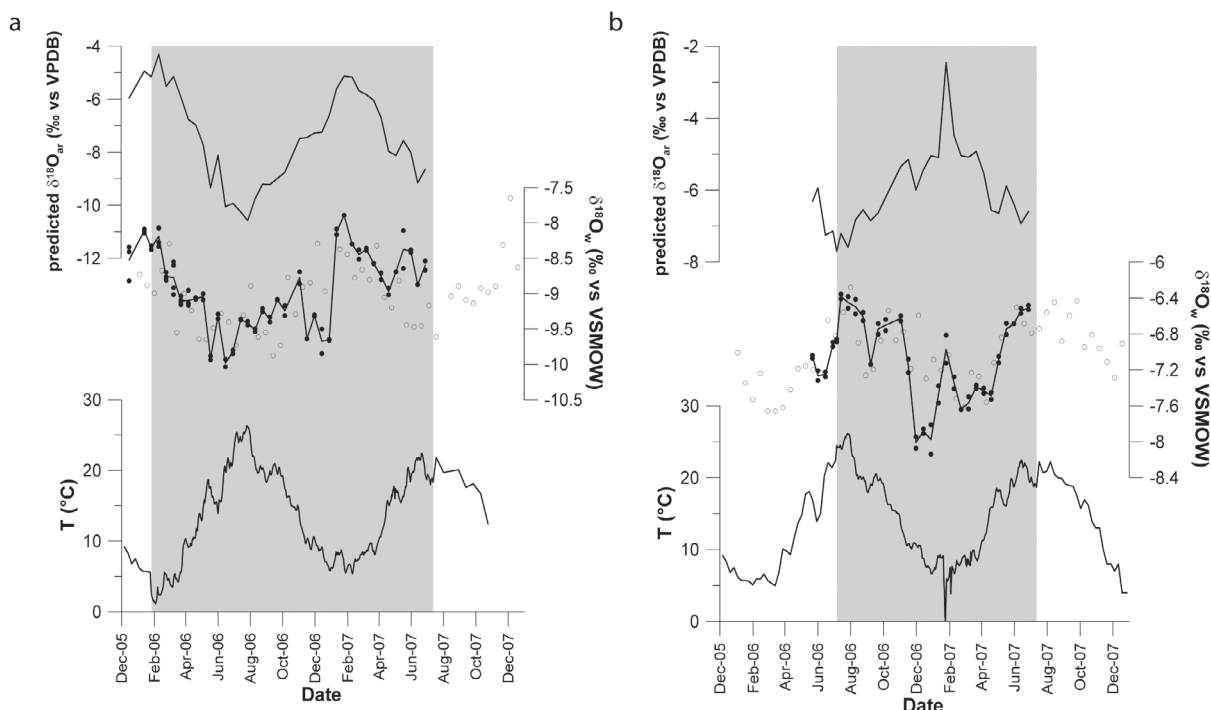 a
predicted δ18Oar (‰ vs VPDB)
-4
-6
-8
-10
-12
-7.5
-8
-8.5
-9
-9.5
-10
-10.5
δ18Ow (‰ vs VSMOW)
T (°C)
30
20
10
0
Dec-05
Feb-06
Apr-06
Jun-06
Aug-06
Oct-06
Dec-06
Feb-07
Apr-07
Jun-07
Aug-07
Oct-07
Dec-07
Date
b
predicted δ18Oar (‰ vs VPDB)
-2
-4
-6
-8
-6
-6.4
-6.8
-7.2
-7.6
-8
-8.4
δ18Ow (‰ vs VSMOW)
T (°C)
30
20
10
0
Dec-05
Feb-06
Apr-06
Jun-06
Aug-06
Oct-06
Dec-06
Feb-07
Apr-07
Jun-07
Aug-07
Oct-07
Dec-07
Date